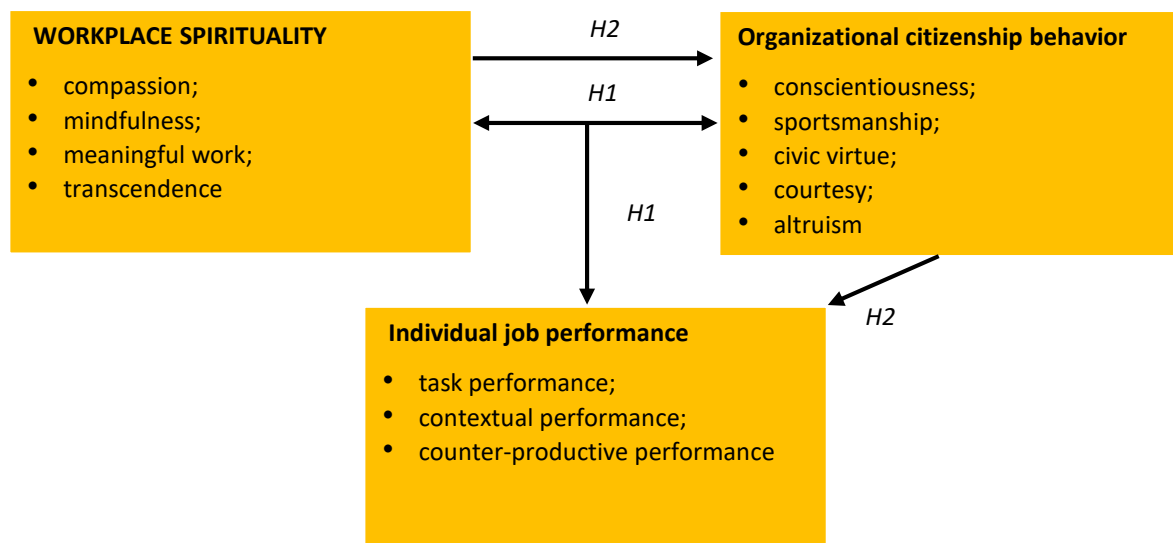 WORKPLACE SPIRITUALITY
• compassion;
• mindfulness;
• meaningful work;
• transcendence
H2
H1
H1
Organizational citizenship behavior
• conscientiousness;
• sportsmanship;
• civic virtue;
• courtesy;
• altruism
H2
Individual job performance
• task performance;
• contextual performance;
• counter-productive performance